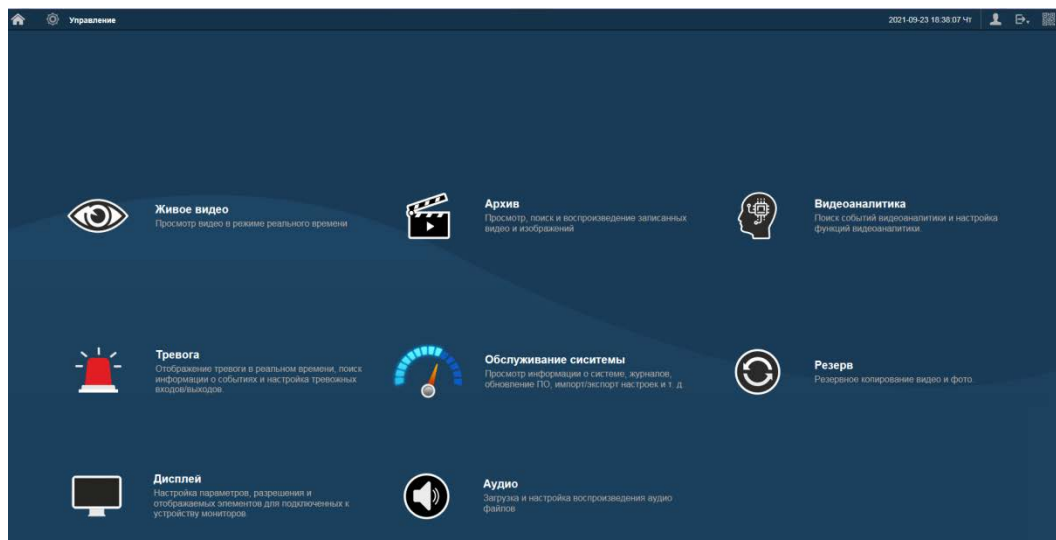 Управление
2021-09-23 18:38:07 Чт
Живое видео
Просмотр видео в режиме реального времени
Архив
Просмотр, поиск и воспроизведение записанных
видео и изображений
Видеоаналитика
Поиск событий видеоаналитики и настройка
функций видеоаналитики.
Тревога
Отображение тревоги в реальном времени, поиск
информации о событиях и настройка тревожных
входов/выходов.
Обслуживание сиситемы
Просмотр информации о системе, журналов,
обновление ПО, импорт/экспорт настроек и т. д.
Резерв
Резервное копирование видео и фото.
Дисплей
Настройка параметров, разрешения и
отображаемых элементов для подключенных к
устройству мониторов.
Аудио
Загрузка и настройка воспроизведения аудио
файлов